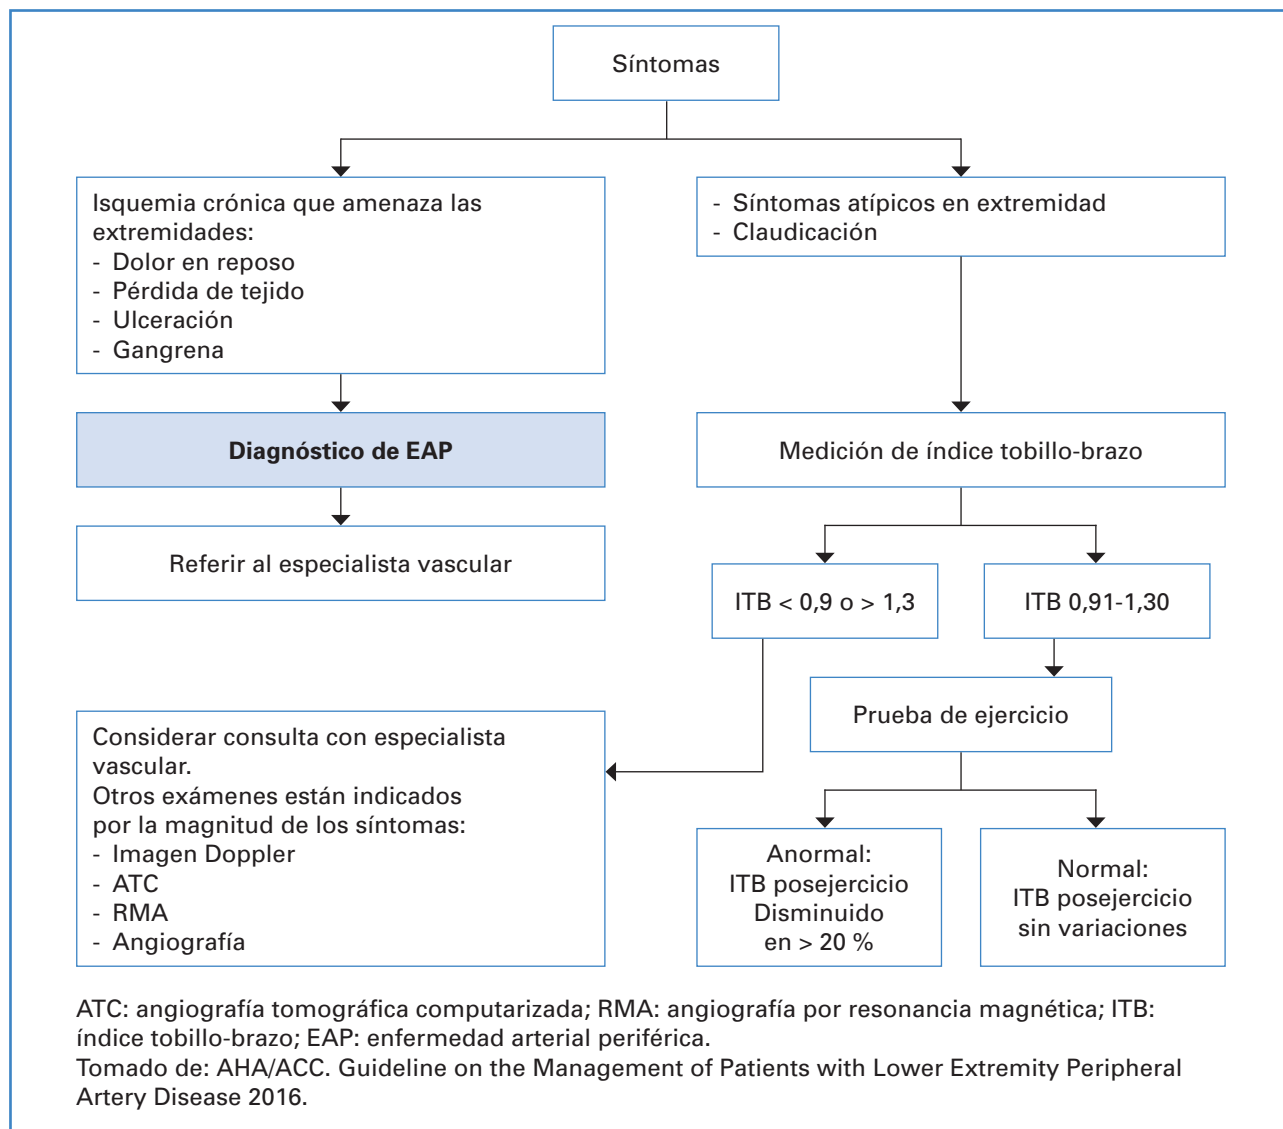 Síntomas
Isquemia crónica que amenaza las
extremidades:
- Dolor en reposo
- Pérdida de tejido
- Ulceración
- Gangrena
- Síntomas atípicos en extremidad
- Claudicación
Diagnóstico de EAP
Medición de índice tobillo-brazo
Referir al especialista vascular
ITB < 0,9 o > 1,3
ITB 0,91-1,30
Prueba de ejercicio
Considerar consulta con especialista
vascular.
Otros exámenes están indicados
por la magnitud de los síntomas:
- Imagen Doppler
- ATC
- RMA
- Angiografía
Anormal:
ITB posejercicio
Disminuido
en > 20 %
Normal:
ITB posejercicio
sin variaciones
ATC: angiografía tomográfica computarizada; RMA: angiografía por resonancia magnética; ITB:
índice tobillo-brazo; EAP: enfermedad arterial periférica.
Tomado de: AHA/ACC. Guideline on the Management of Patients with Lower Extremity Peripheral
Artery Disease 2016.